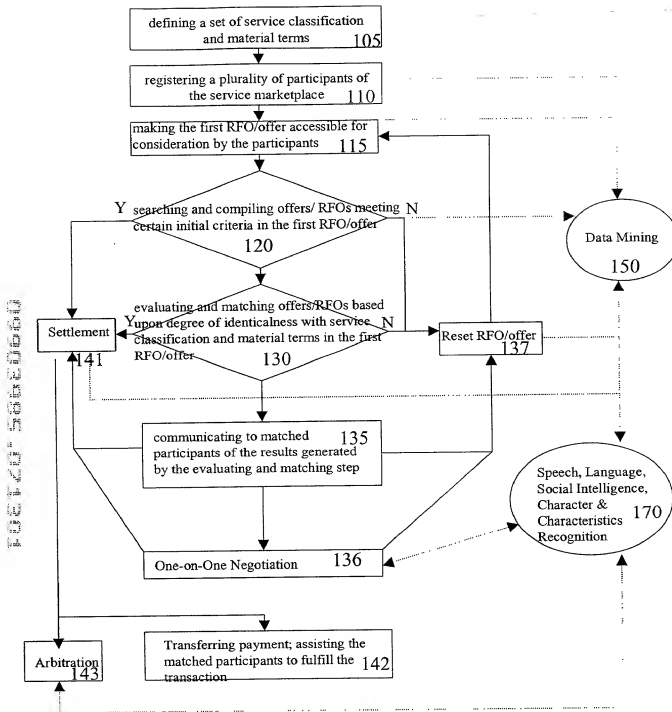 defining a set of service classification
and material terms 105
registering a plurality of participants of
the service marketplace 110
making the first RFO/offer accessible for
consideration by the participants 115
Y searching and compiling offers/ RFOs meeting N
certain initial criteria in the first RFO/offer
120
Data Mining
150
evaluating and matching offers/RFOs based
Y upon degree of identicalness with service N
classification and material terms in the first
RFO/offer 130
Settlement
141
Reset RFO/offer
137
communicating to matched 135
participants of the results generated
by the evaluating and matching step
Speech, Language,
Social Intelligence,
Character & 170
Characteristics
Recognition
One-on-One Negotiation 136
Transferring payment; assisting the
matched participants to fulfill the 142
transaction
Arbitration
143